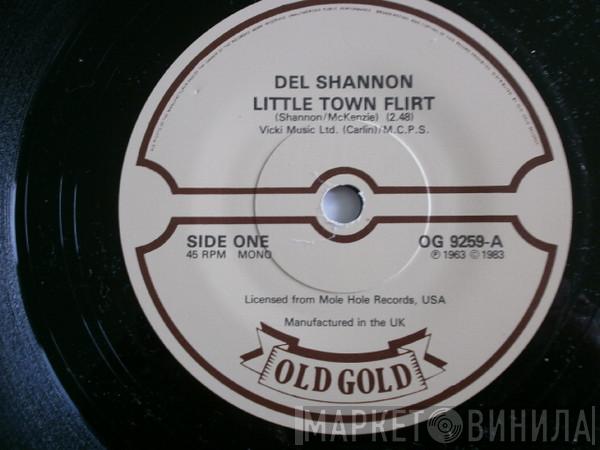 DEL SHANNON
LITTLE TOWN FLIRT
(Shannon/McKenzie) (2.48)
Vicki Music Ltd. (Carlin)/M.C.P.S.
SIDE ONE
45 RPM MONO
OG 9259-A
℗ 1963 © 1983
Licensed from Mole Hole Records, USA
Manufactured in the UK
OLD GOLD
МАРКЕТ ВИНИЛА